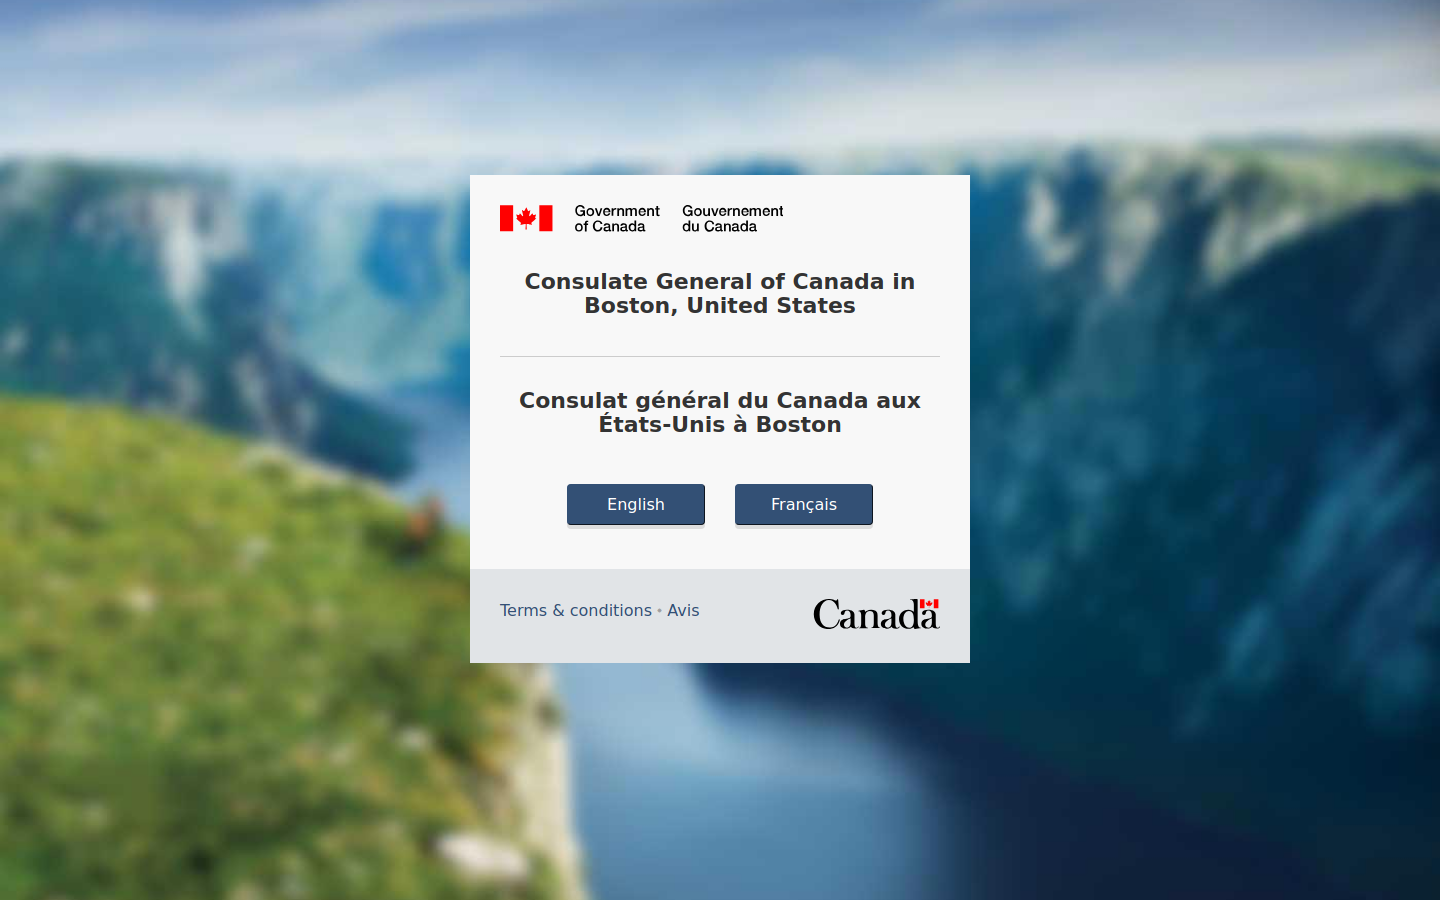 Government
of Canada
Gouvernement
du Canada
Consulate General of Canada in
Boston, United States
Consulat général du Canada aux
États-Unis à Boston
English
Français
Terms & conditions • Avis
Canada